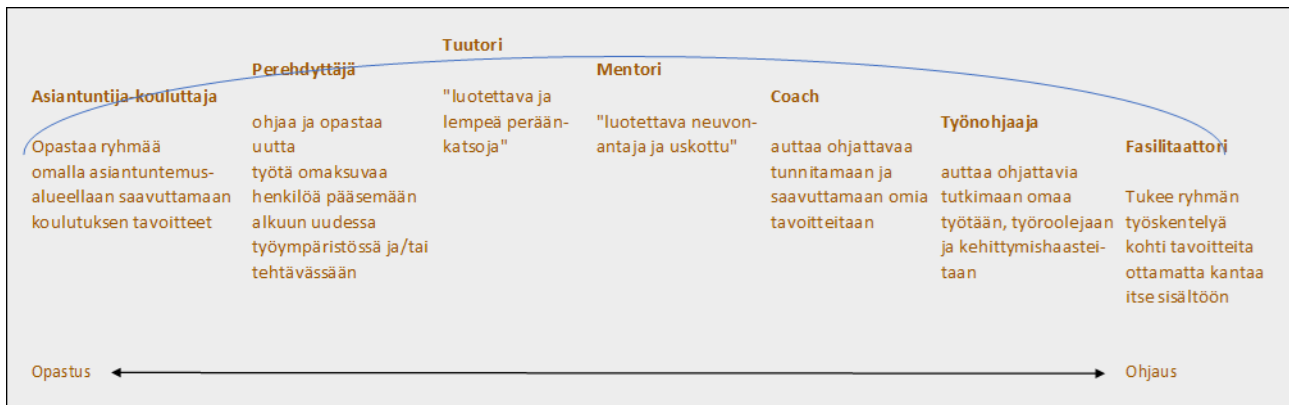 Asiantuntija-kouluttaja
Opastaa ryhmää
omalla asiantuntemus-
alueellaan saavuttamaan
koulutuksen tavoitteet
Perehdyttäjä
ohjaa ja opastaa
uutta
työtä omaksuvaa
henkilöä pääsemään
alkuun uudessa
työympäristössä ja/tai
tehtävässään
Tuutori
"luotettava ja
lempeä perään-
katsoja"
Mentori
"luotettava neuvon-
antaja ja uskottu"
Coach
auttaa ohjattavaa
tunnitamaan ja
saavuttamaan omia
tavoitteitaan
Työnohjaaja
auttaa ohjattavia
tutkimaan omaa
työtään, työroolejaan
ja kehittymishaastei-
taan
Fasilitaattori
Tukee ryhmän
työskentelyä
kohti tavoitteita
ottamatta kantaa
itse sisältöön
Opastus
Ohjaus